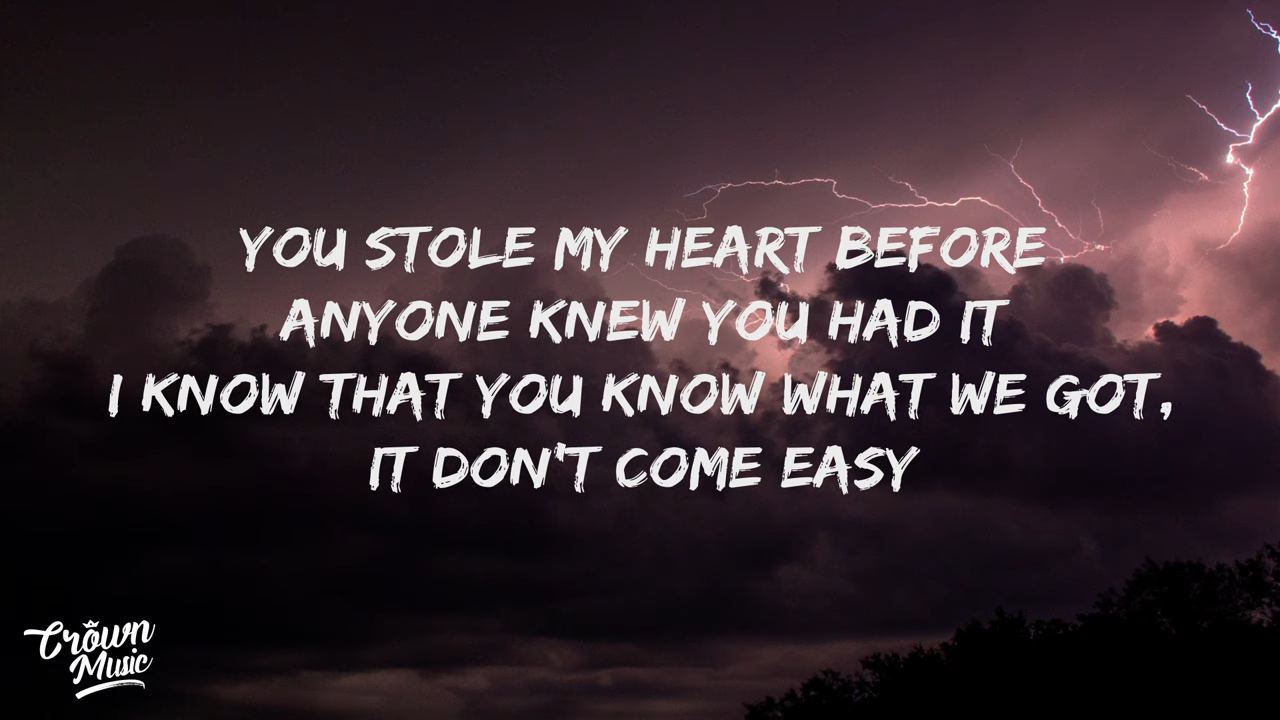 YOU STOLE MY HEART BEFORE
ANYONE KNEW YOU HAD IT
I KNOW THAT YOU KNOW WHAT WE GOT,
IT DON'T COME EASY
Crown
Music